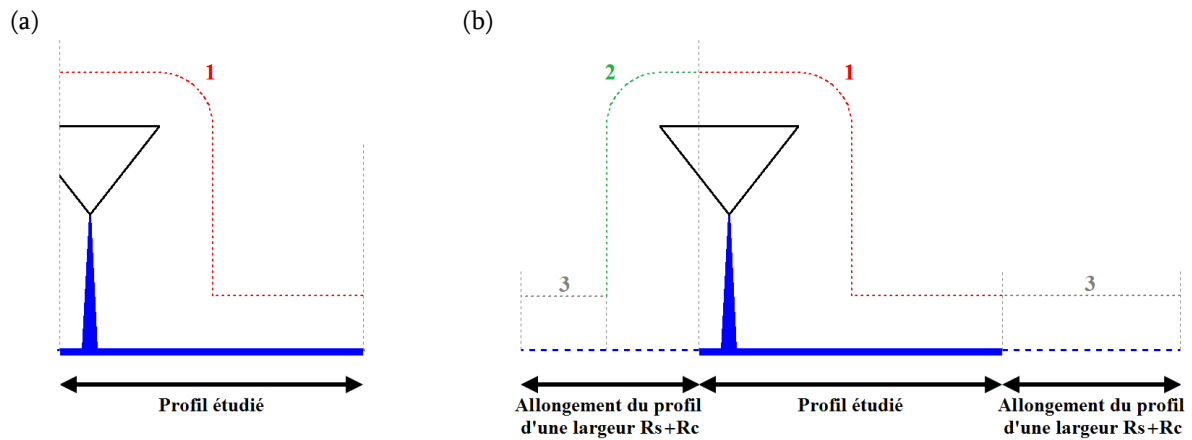 (a)
1
Profil étudié
(b)
2
1
3
3
Allongement du profil
d'une largeur Rs+Rc
Profil étudié
Allongement du profil
d'une largeur Rs+Rc